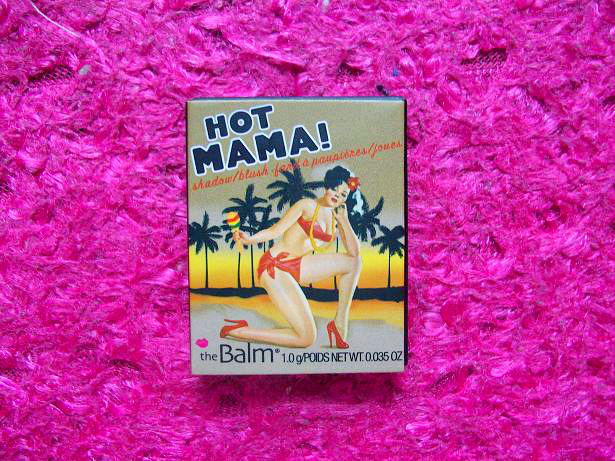 HOT
MAMA!
shadow/blush·fard à paupières/joues
the Balm® 1.0 g/POIDS NET WT. 0.035 OZ